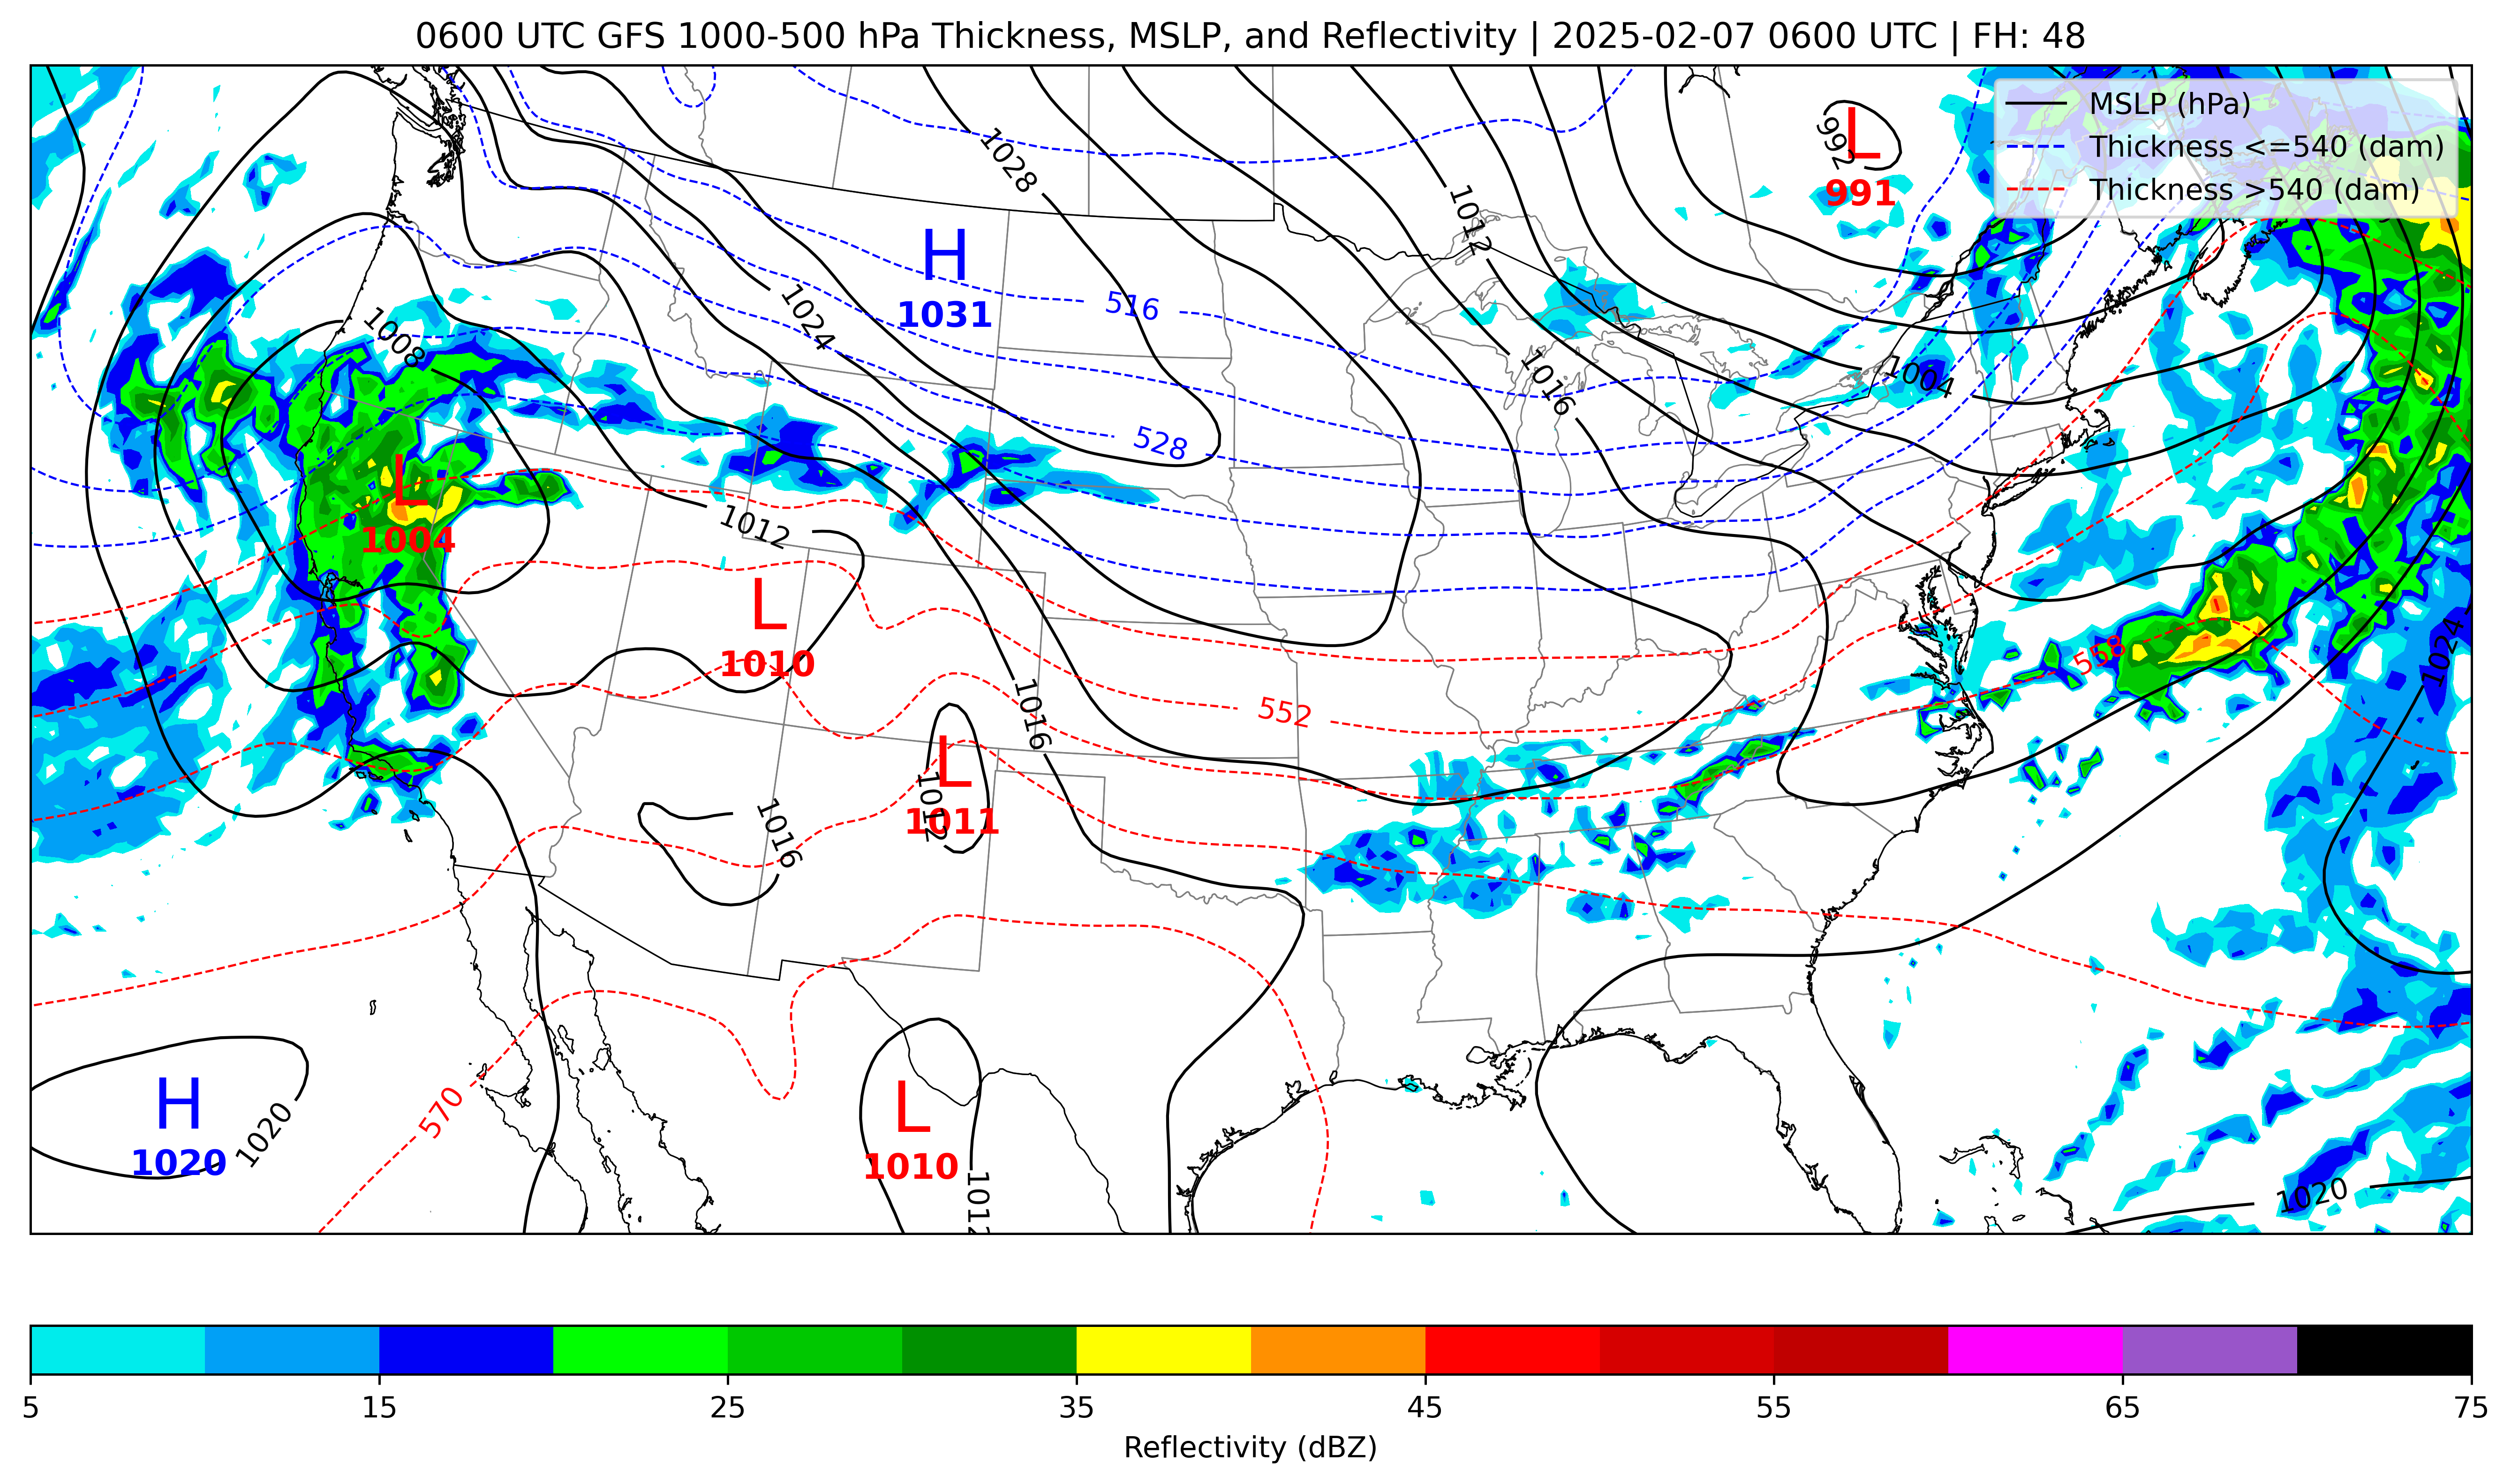 0600 UTC GFS 1000-500 hPa Thickness, MSLP, and Reflectivity | 2025-02-07 0600 UTC | FH: 48
MSLP (hPa)
Thickness <=540 (dam)
Thickness >540 (dam)
L
992
991
1028
1012
H
1031
516
1024
1008
1016
1004
528
L
1004
1012
L
1010
558
1024
552
1016
L
1012
1011
1016
H
1020
1020
570
L
1010
1012
1020
5 15 25 35 45 55 65 75
Reflectivity (dBZ)